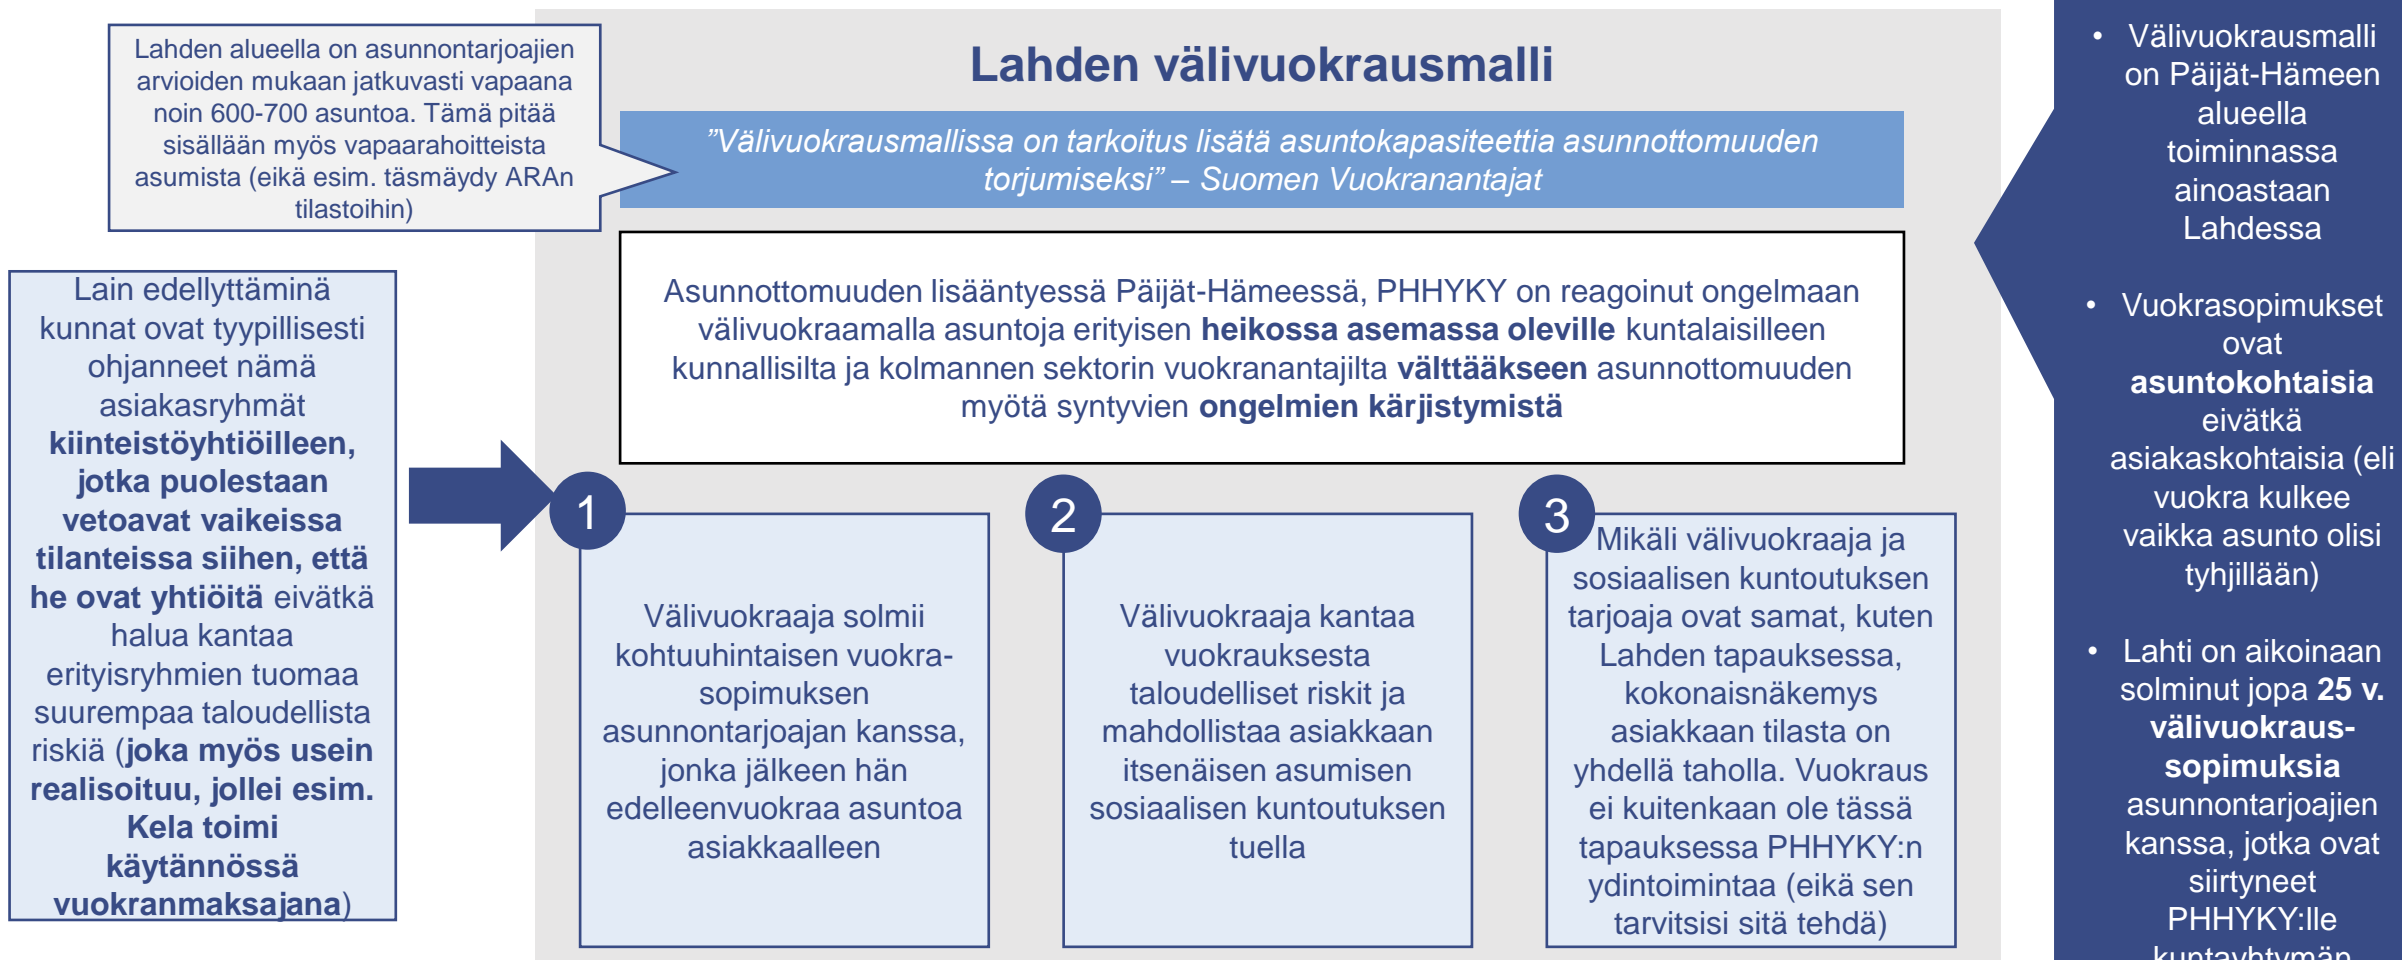 Lahden alueella on asunnontarjoajien
arvioiden mukaan jatkuvasti vapaana
noin 600-700 asuntoa. Tämä pitää
sisällään myös vapaarahoitteista
asumista (eikä esim. täsmäydy ARAn
tilastoihin)
Lahden välivuokrausmalli
”Välivuokrausmallissa on tarkoitus lisätä asuntokapasiteettia asunnottomuuden
torjumiseksi” – Suomen Vuokranantajat
Asunnottomuuden lisääntyessä Päijät-Hämeessä, PHHYKY on reagoinut ongelmaan
välivuokraamalla asuntoja erityisen heikossa asemassa oleville kuntalaisilleen
kunnallisilta ja kolmannen sektorin vuokranantajilta välttääkseen asunnottomuuden
myötä syntyvien ongelmien kärjistymistä
Lain edellyttäminä
kunnat ovat tyypillisesti
ohjanneet nämä
asiakasryhmät
kiinteistöyhtiöilleen,
jotka puolestaan
vetoavat vaikeissa
tilanteissa siihen, että
he ovat yhtiöitä eivätkä
halua kantaa
erityisryhmien tuomaa
suurempaa taloudellista
riskiä (joka myös usein
realisoituu, jollei esim.
Kela toimi
käytännössä
vuokranmaksajana)
1
Välivuokraaja solmii
kohtuuhintaisen vuokra-
sopimuksen
asunnontarjoajan kanssa,
jonka jälkeen hän
edelleenvuokraa asuntoa
asiakkaalleen
2
Välivuokraaja kantaa
vuokrauksesta
taloudelliset riskit ja
mahdollistaa asiakkaan
itsenäisen asumisen
sosiaalisen kuntoutuksen
tuella
3
Mikäli välivuokraaja ja
sosiaalisen kuntoutuksen
tarjoaja ovat samat, kuten
Lahden tapauksessa,
kokonaisnäkemys
asiakkaan tilasta on
yhdellä taholla. Vuokraus
ei kuitenkaan ole tässä
tapauksessa PHHYKY:n
ydintoimintaa (eikä sen
tarvitsisi sitä tehdä)
• Välivuokrausmalli
on Päijät-Hämeen
alueella
toiminnassa
ainoastaan
Lahdessa
• Vuokrasopimukset
ovat
asuntokohtaisia
eivätkä
asiakaskohtaisia (eli
vuokra kulkee
vaikka asunto olisi
tyhjillään)
• Lahti on aikoinaan
solminut jopa 25 v.
välivuokraus-
sopimuksia
asunnontarjoajien
kanssa, jotka ovat
siirtyneet
PHHYKY:lle
kuntayhtymän